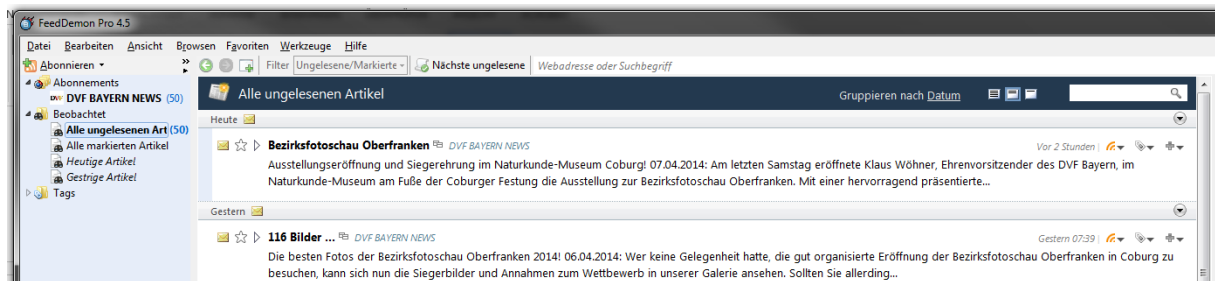 FeedDemon Pro 4.5
Datei Bearbeiten Ansicht Browsen Favoriten Werkzeuge Hilfe
Abonnieren Filter Ungelesene/Markierte Nächste ungelesene Webadresse oder Suchbegriff
Abonnements
DVF BAYERN NEWS (50)
Beobachtet
Alle ungelesenen Art (50)
Alle markierten Artikel
Heutige Artikel
Gestrige Artikel
Tags
Alle ungelesenen Artikel Gruppieren nach Datum
Heute
Bezirksfotoschau Oberfranken DVF BAYERN NEWS Vor 2 Stunden |
Ausstellungseröffnung und Siegerehrung im Naturkunde-Museum Coburg! 07.04.2014: Am letzten Samstag eröffnete Klaus Wöhner, Ehrenvorsitzender des DVF Bayern, im
Naturkunde-Museum am Fuße der Coburger Festung die Ausstellung zur Bezirksfotoschau Oberfranken. Mit einer hervorragend präsentierte...
Gestern
116 Bilder ... DVF BAYERN NEWS Gestern 07:39 |
Die besten Fotos der Bezirksfotoschau Oberfranken 2014! 06.04.2014: Wer keine Gelegenheit hatte, die gut organisierte Eröffnung der Bezirksfotoschau Oberfranken in Coburg zu
besuchen, kann sich nun die Siegerbilder und Annahmen zum Wettbewerb in unserer Galerie ansehen. Sollten Sie allerding...